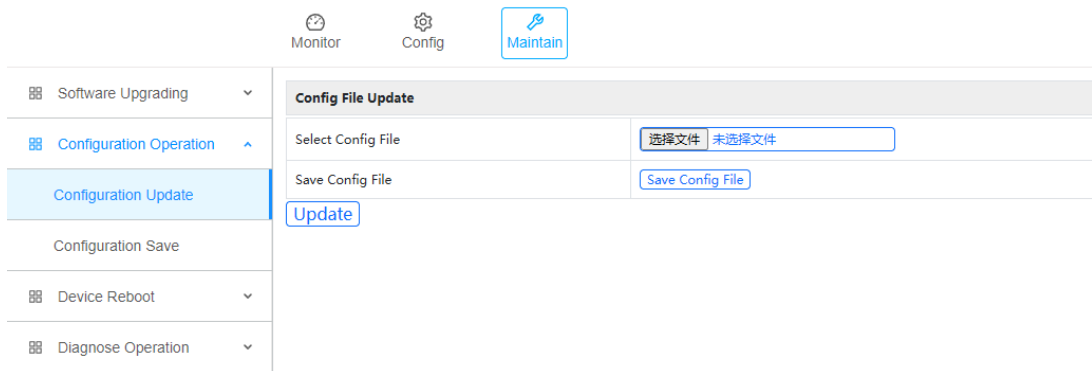 Monitor Config Maintain
Software Upgrading
Configuration Operation
Configuration Update
Configuration Save
Device Reboot
Diagnose Operation
Config File Update
Select Config File 选择文件 未选择文件
Save Config File Save Config File
Update